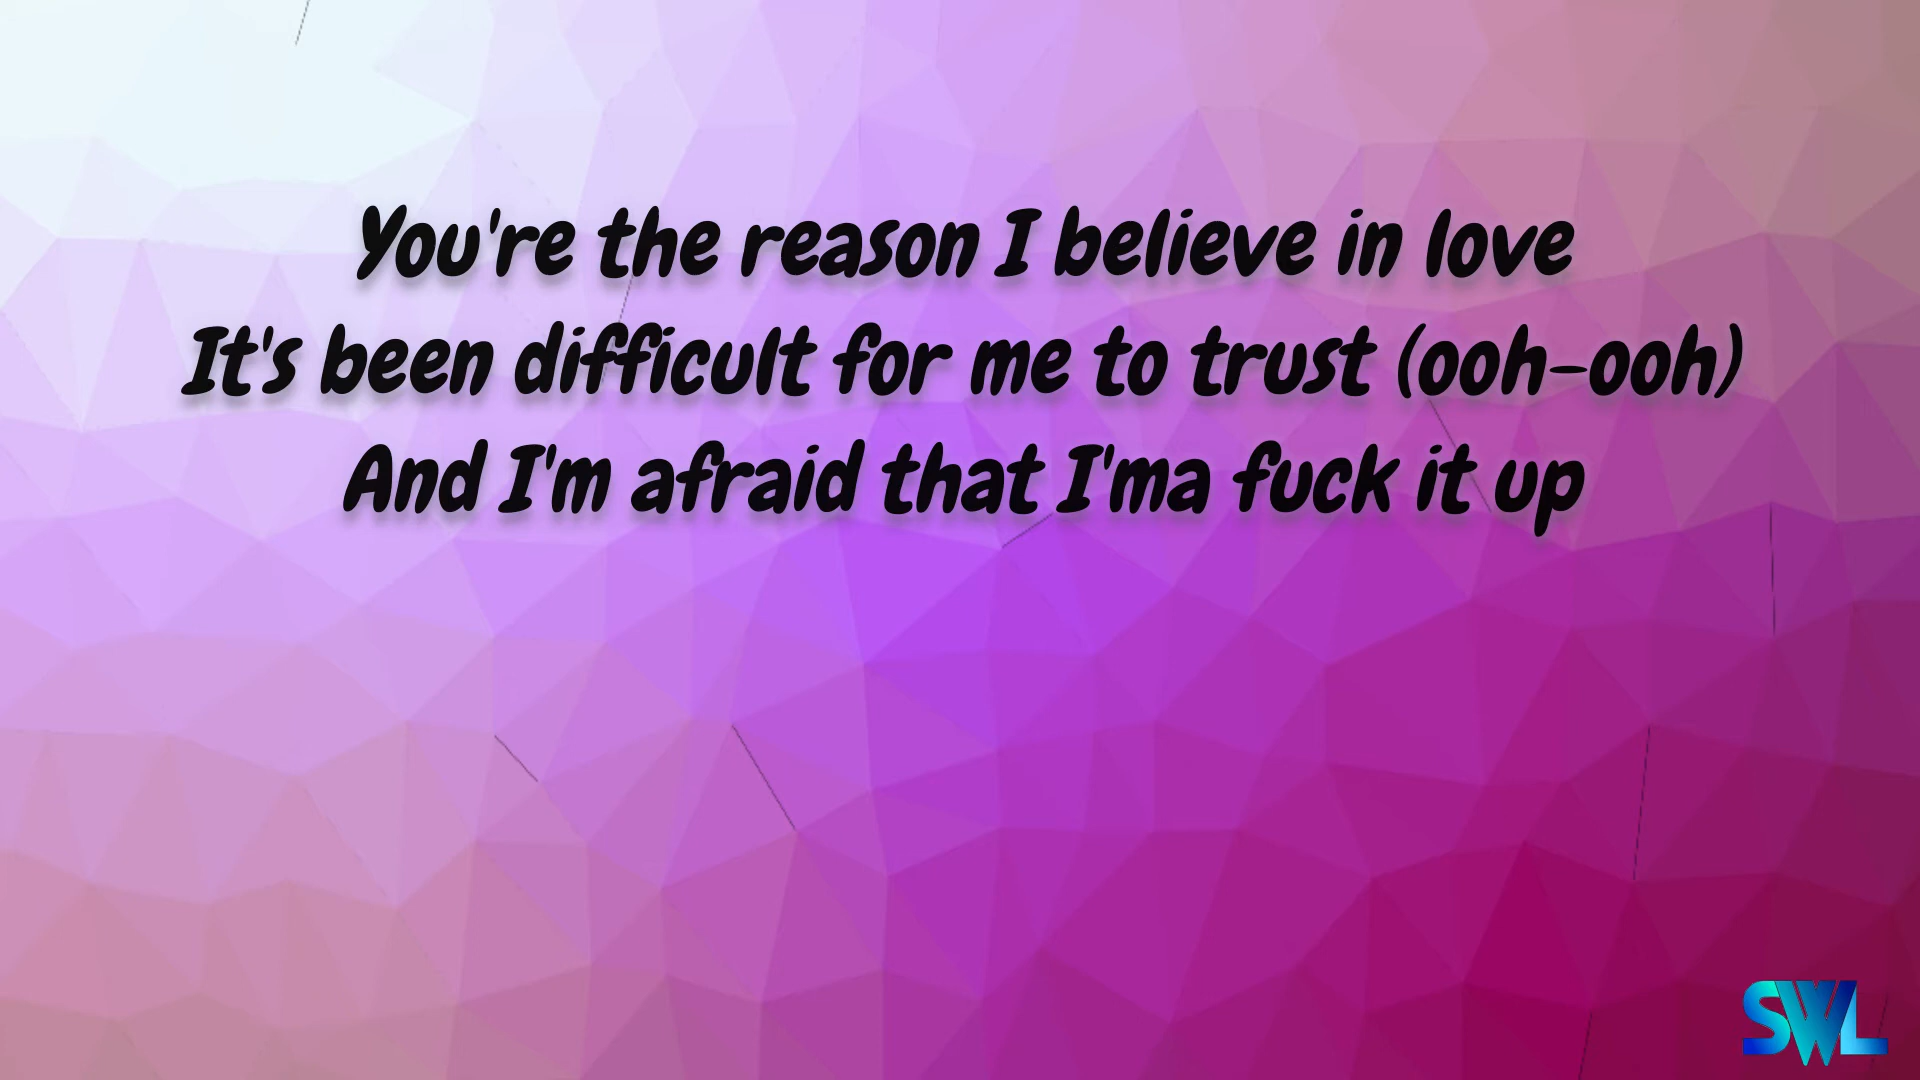 You're the reason I believe in love
It's been difficult for me to trust (ooh-ooh)
And I'm afraid that I'ma fuck it up
SWL